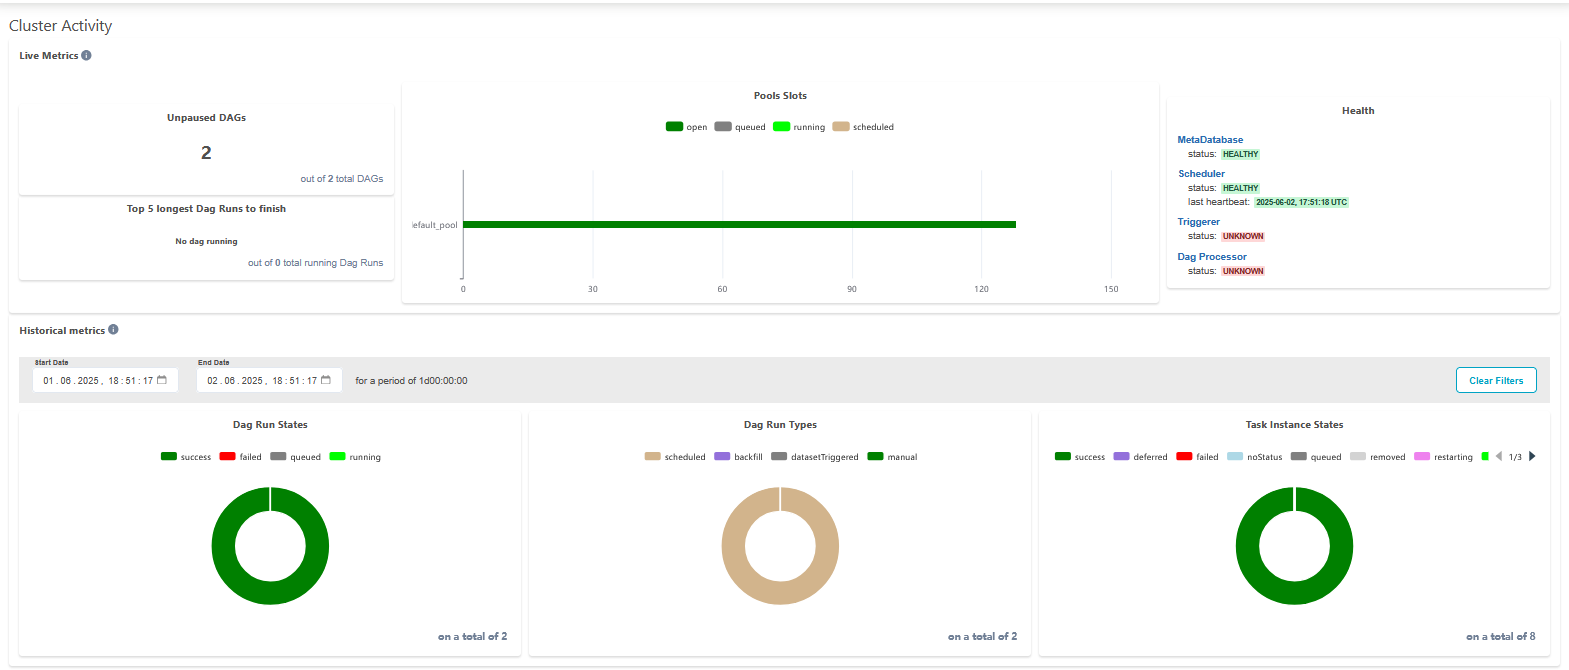 Cluster Activity
Live Metrics
Unpaused DAGs
2
out of 2 total DAGs
Top 5 longest Dag Runs to finish
No dag running
out of 0 total running Dag Runs
Pools Slots
open queued running scheduled
default_pool
0 30 60 90 120 150
Health
MetaDatabase
status: HEALTHY
Scheduler
status: HEALTHY
last heartbeat: 2025-06-02, 17:51:18 UTC
Triggerer
status: UNKNOWN
Dag Processor
status: UNKNOWN
Historical metrics
Start Date
01.06.2025, 18:51:17
End Date
02.06.2025, 18:51:17
for a period of 1d00:00:00
Clear Filters
Dag Run States
success failed queued running
on a total of 2
Dag Run Types
scheduled backfill datasetTriggered manual
on a total of 2
Task Instance States
success deferred failed noStatus queued removed restarting 1/3
on a total of 8